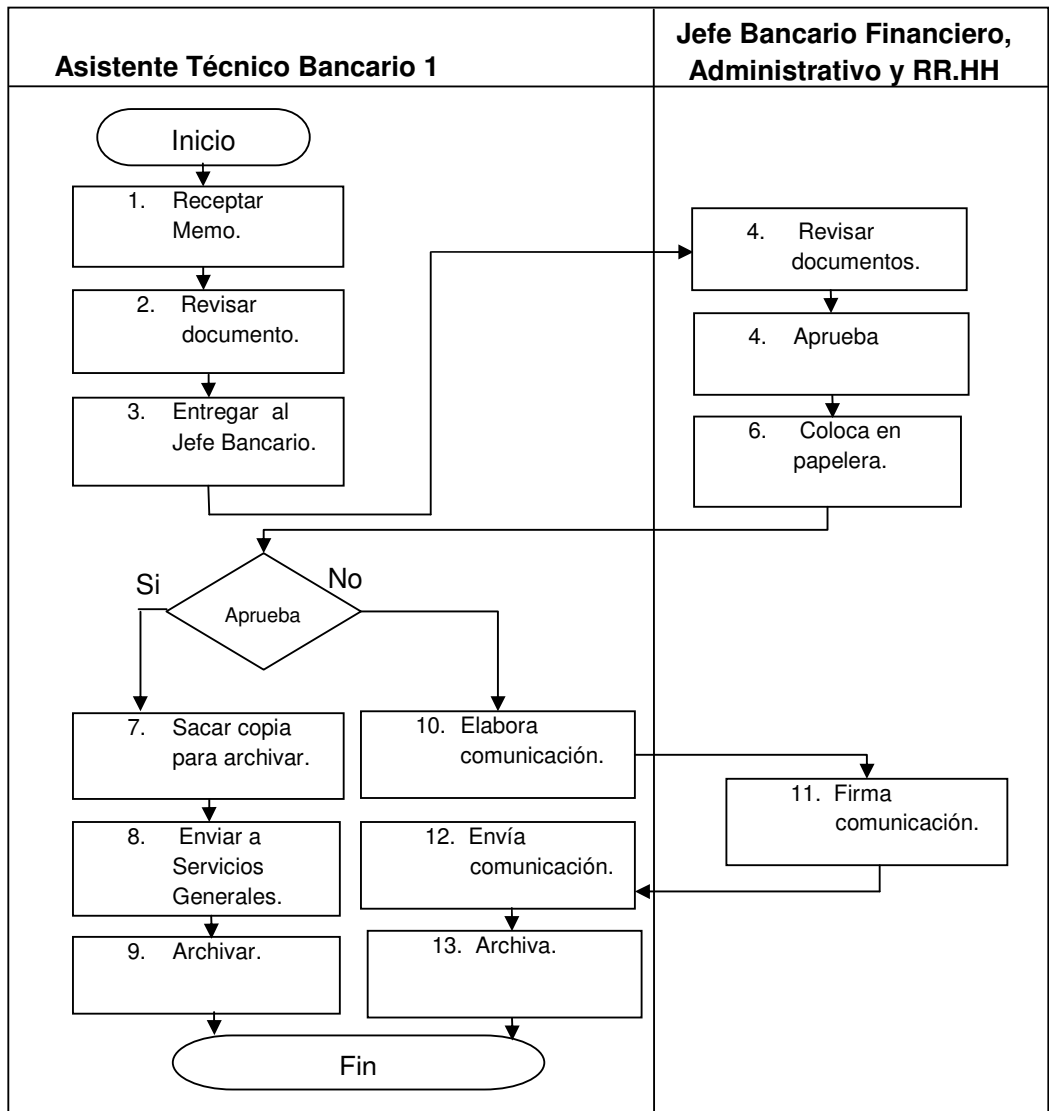 Asistente Técnico Bancario 1
Jefe Bancario Financiero,
Administrativo y RR.HH
Inicio
1. Receptar
Memo.
2. Revisar
documento.
3. Entregar al
Jefe Bancario.
4. Revisar
documentos.
4. Aprueba
6. Coloca en
papelera.
Si
No
Aprueba
7. Sacar copia
para archivar.
8. Enviar a
Servicios
Generales.
9. Archivar.
10. Elabora
comunicación.
11. Firma
comunicación.
12. Envía
comunicación.
13. Archiva.
Fin